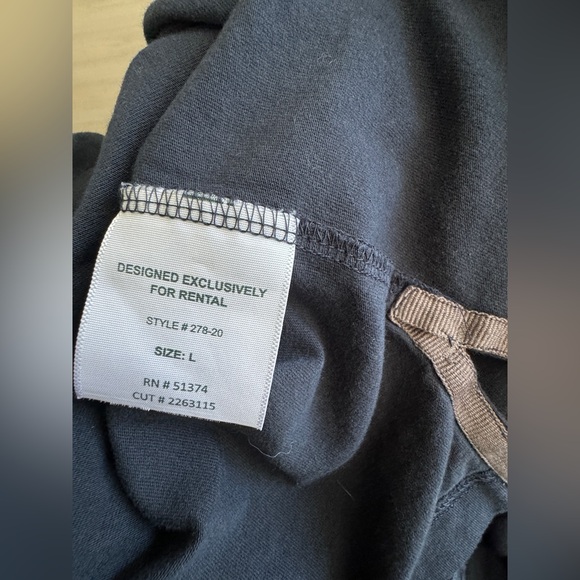 DESIGNED EXCLUSIVELY
FOR RENTAL
STYLE # 278-20
SIZE: L
RN # 51374
CUT # 2263115